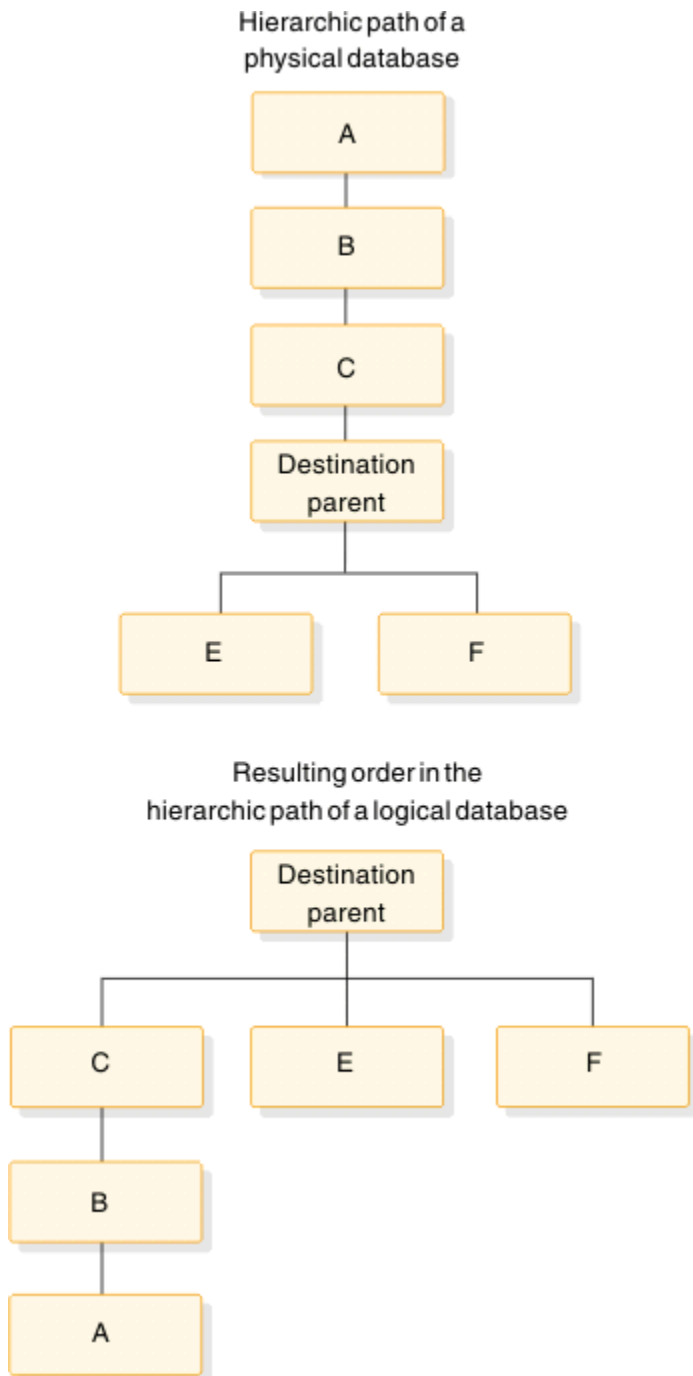 Hierarchic path of a
physical database
A
B
C
Destination
parent
E
F
Resulting order in the
hierarchic path of a logical database
Destination
parent
C
E
F
B
A